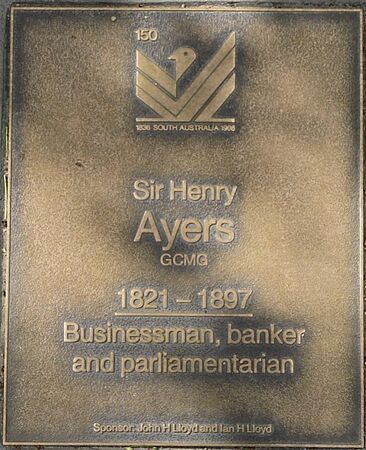 150
1836 SOUTH AUSTRALIA 1986
Sir Henry
Ayers
GCMG
1821 – 1897
Businessman, banker
and parliamentarian
Sponsor: John H Lloyd and Ian H Lloyd